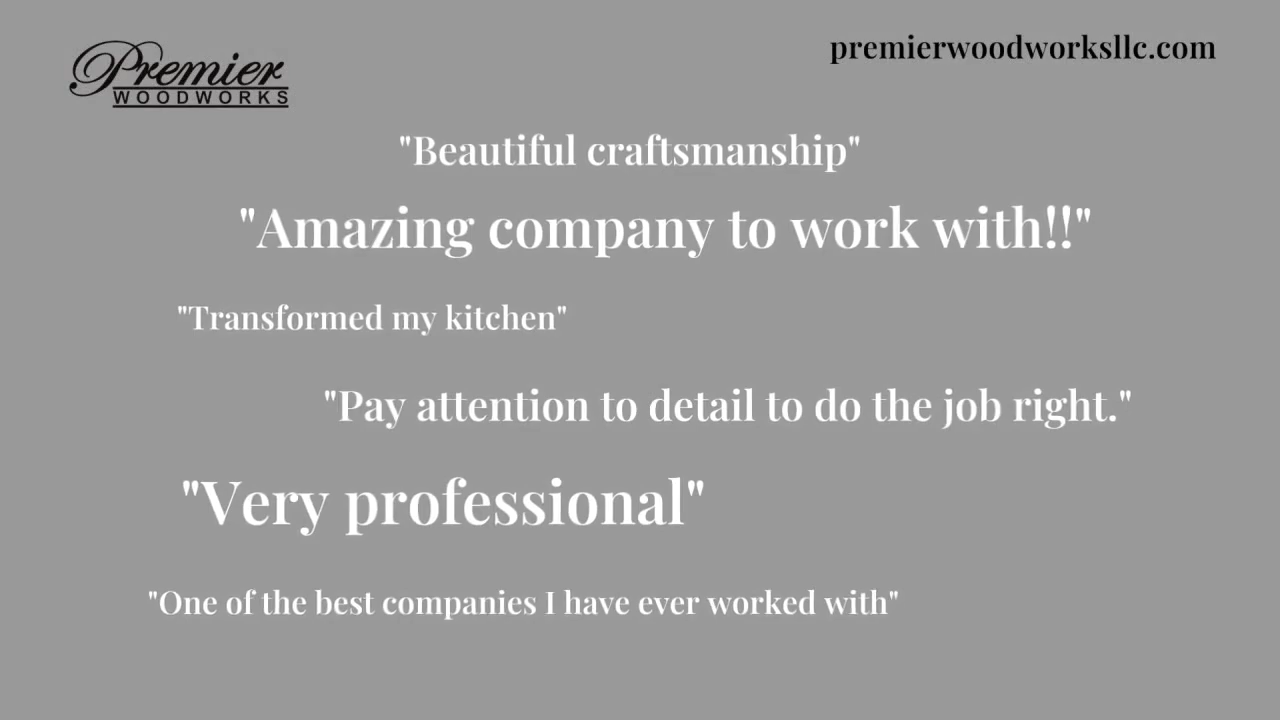 Premier
WOODWORKS
premierwoodworksllc.com
"Beautiful craftsmanship"
"Amazing company to work with!!"
"Transformed my kitchen"
"Pay attention to detail to do the job right."
"Very professional"
"One of the best companies I have ever worked with"